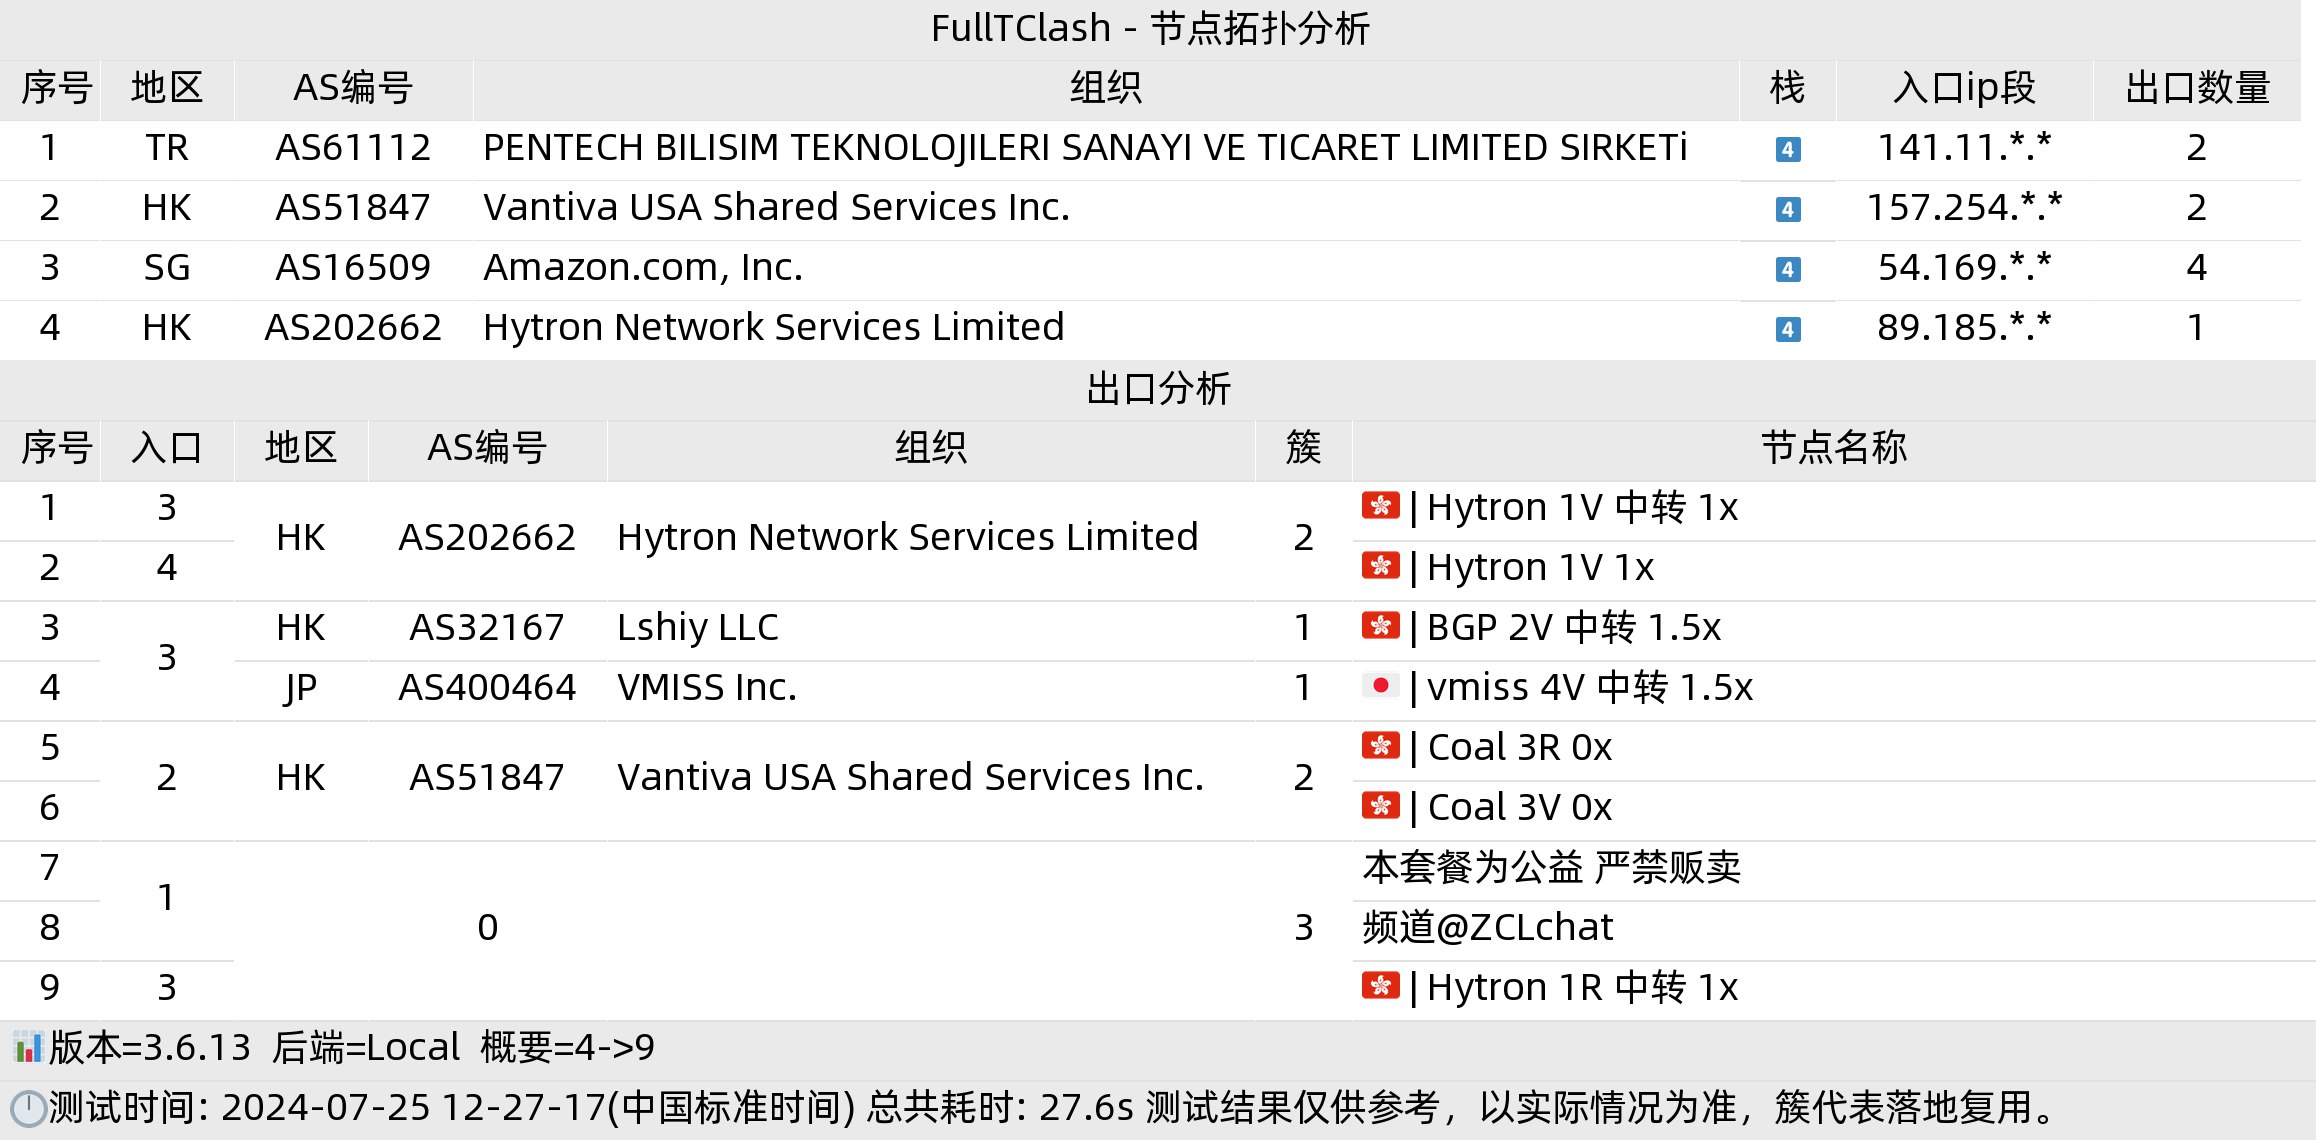 FullTClash - 节点拓扑分析
序号 地区 AS编号 组织 栈 入口ip段 出口数量
1 TR AS61112 PENTECH BILISIM TEKNOLOJILERI SANAYI VE TICARET LIMITED SIRKETi 4 141.11.*.* 2
2 HK AS51847 Vantiva USA Shared Services Inc. 4 157.254.*.* 2
3 SG AS16509 Amazon.com, Inc. 4 54.169.*.* 4
4 HK AS202662 Hytron Network Services Limited 4 89.185.*.* 1
出口分析
序号 入口 地区 AS编号 组织 簇 节点名称
1 3 HK AS202662 Hytron Network Services Limited 2 | Hytron 1V 中转 1x
2 4 | Hytron 1V 1x
3 3 HK AS32167 Lshiy LLC 1 | BGP 2V 中转 1.5x
4 JP AS400464 VMISS Inc. 1 | vmiss 4V 中转 1.5x
5 2 HK AS51847 Vantiva USA Shared Services Inc. 2 | Coal 3R 0x
6 | Coal 3V 0x
7 1 0 3 本套餐为公益 严禁贩卖
8 频道@ZCLchat
9 3 | Hytron 1R 中转 1x
版本=3.6.13 后端=Local 概要=4->9
测试时间: 2024-07-25 12-27-17(中国标准时间) 总共耗时: 27.6s 测试结果仅供参考，以实际情况为准，簇代表落地复用。